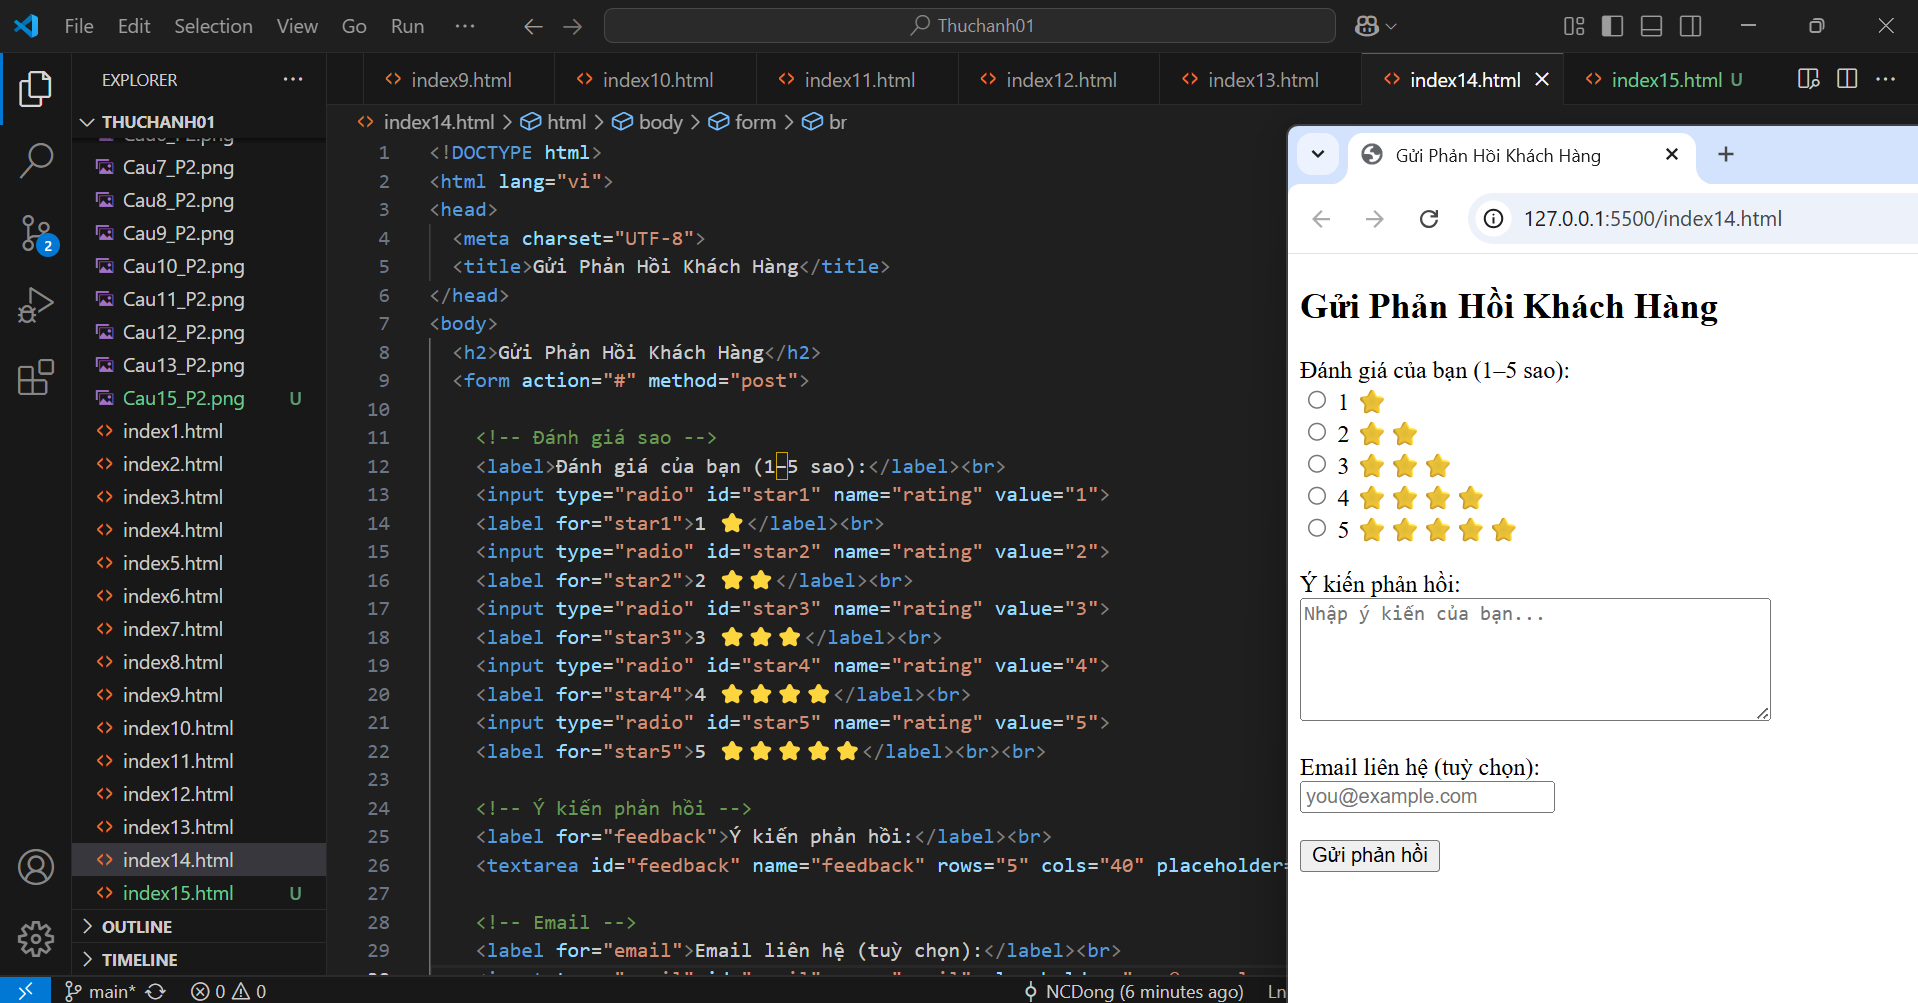 File Edit Selection View Go Run ··· Thuchanh01
EXPLORER ···
index9.html index10.html index11.html index12.html index13.html index14.html index15.html U ···
THUCHANH01
Cau7_P2.png
Cau8_P2.png
Cau9_P2.png
Cau10_P2.png
Cau11_P2.png
Cau12_P2.png
Cau13_P2.png
Cau15_P2.png U
index1.html
index2.html
index3.html
index4.html
index5.html
index6.html
index7.html
index8.html
index9.html
index10.html
index11.html
index12.html
index13.html
index14.html
index15.html U
OUTLINE
TIMELINE
2
index14.html > html > body > form > br
1 <!DOCTYPE html>
2 <html lang="vi">
3 <head>
4 <meta charset="UTF-8">
5 <title>Gửi Phản Hồi Khách Hàng</title>
6 </head>
7 <body>
8 <h2>Gửi Phản Hồi Khách Hàng</h2>
9 <form action="#" method="post">
10
11 <!-- Đánh giá sao -->
12 <label>Đánh giá của bạn (1–5 sao):</label><br>
13 <input type="radio" id="star1" name="rating" value="1">
14 <label for="star1">1 ⭐</label><br>
15 <input type="radio" id="star2" name="rating" value="2">
16 <label for="star2">2 ⭐⭐</label><br>
17 <input type="radio" id="star3" name="rating" value="3">
18 <label for="star3">3 ⭐⭐⭐</label><br>
19 <input type="radio" id="star4" name="rating" value="4">
20 <label for="star4">4 ⭐⭐⭐⭐</label><br>
21 <input type="radio" id="star5" name="rating" value="5">
22 <label for="star5">5 ⭐⭐⭐⭐⭐</label><br><br>
23
24 <!-- Ý kiến phản hồi -->
25 <label for="feedback">Ý kiến phản hồi:</label><br>
26 <textarea id="feedback" name="feedback" rows="5" cols="40" placeholder=
27
28 <!-- Email -->
29 <label for="email">Email liên hệ (tuỳ chọn):</label><br>
Gửi Phản Hồi Khách Hàng
127.0.0.1:5500/index14.html
Gửi Phản Hồi Khách Hàng
Đánh giá của bạn (1–5 sao):
1 ⭐
2 ⭐⭐
3 ⭐⭐⭐
4 ⭐⭐⭐⭐
5 ⭐⭐⭐⭐⭐
Ý kiến phản hồi:
Nhập ý kiến của bạn...
Email liên hệ (tuỳ chọn):
you@example.com
Gửi phản hồi
main* 0 0 NCDong (6 minutes ago) Ln